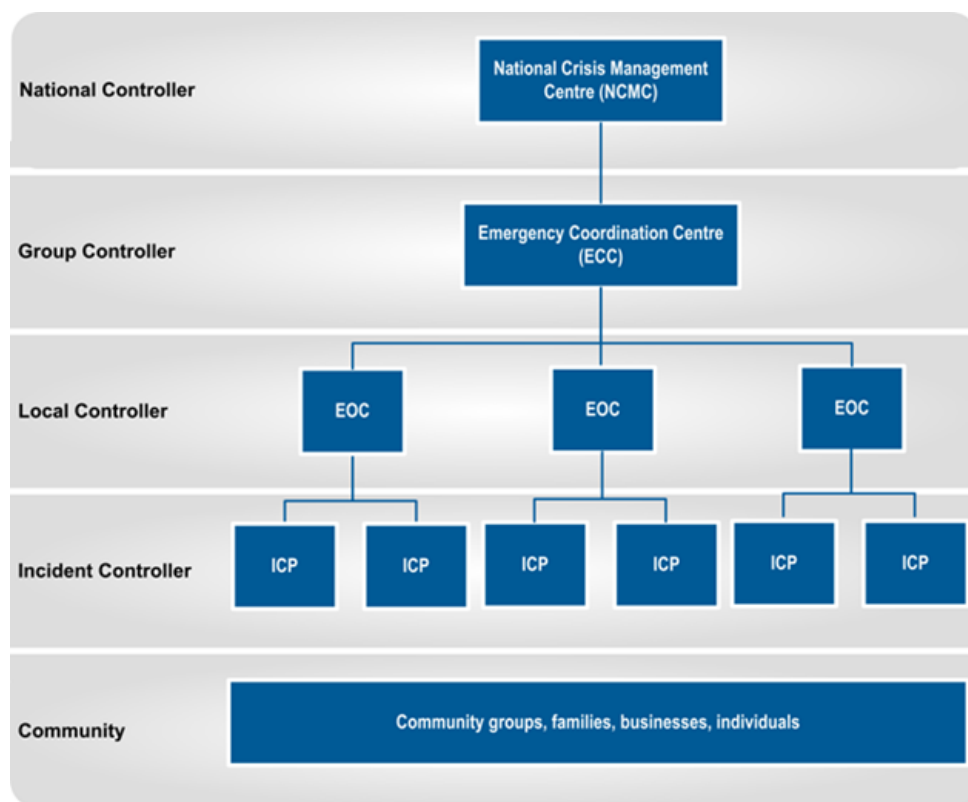 National Controller
National Crisis Management
Centre (NCMC)
Group Controller
Emergency Coordination Centre
(ECC)
Local Controller
EOC
EOC
EOC
Incident Controller
ICP
ICP
ICP
ICP
ICP
ICP
Community
Community groups, families, businesses, individuals